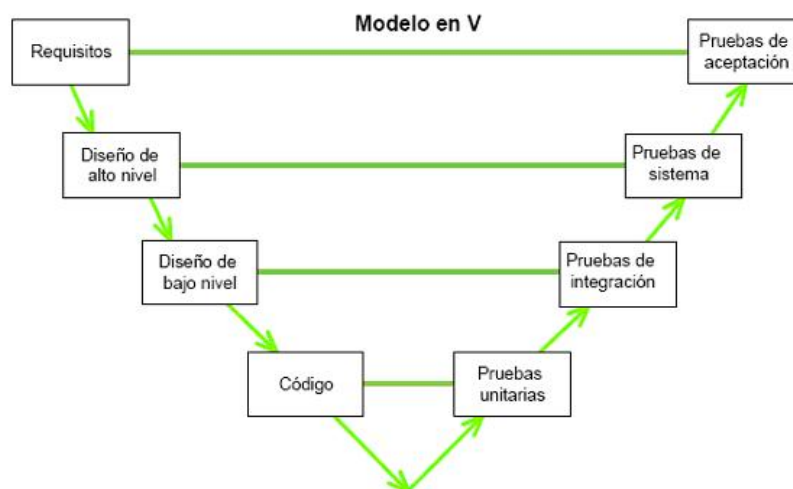 Modelo en V
Requisitos
Pruebas de
aceptación
Diseño de
alto nivel
Pruebas de
sistema
Diseño de
bajo nivel
Pruebas de
integración
Código
Pruebas
unitarias